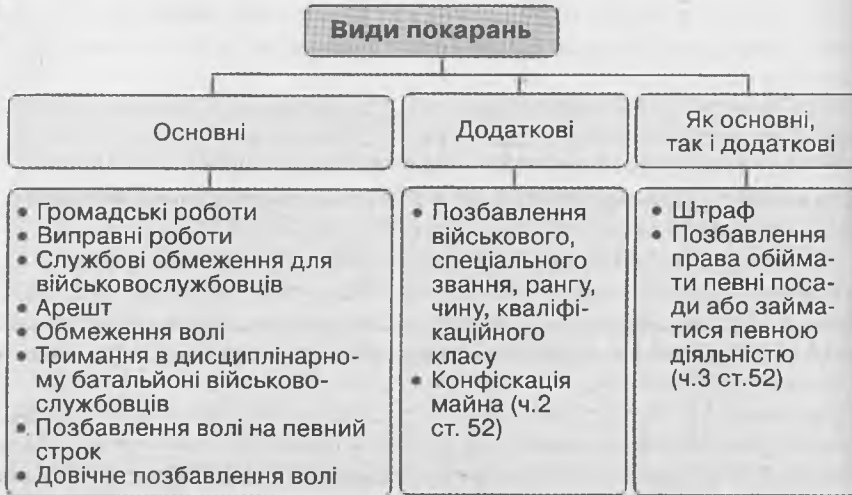 Види покарань
Основні
Додаткові
Як основні,
так і додаткові
• Громадські роботи
• Виправні роботи
• Службові обмеження для
військовослужбовців
• Арешт
• Обмеження волі
• Тримання в дисциплінарно-
му батальйоні військово-
службовців
• Позбавлення волі на певний
строк
• Довічне позбавлення волі
• Позбавлення
військового,
спеціального
звання, рангу,
чину, кваліфі-
каційного
класу
• Конфіскація
майна (ч.2
ст. 52)
• Штраф
• Позбавлення
права обійма-
ти певні поса-
ди або займа-
тися певною
діяльністю
(ч.3 ст.52)